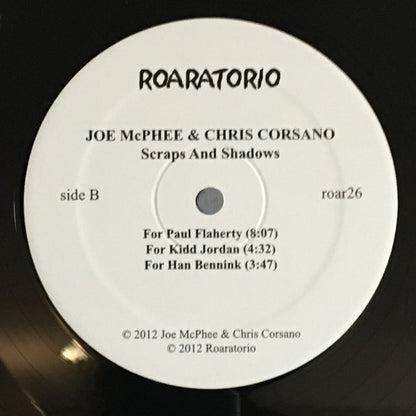 ROARATORIO
JOE McPHEE & CHRIS CORSANO
Scraps And Shadows
side B
roar26
For Paul Flaherty (8:07)
For Kidd Jordan (4:32)
For Han Bennink (3:47)
© 2012 Joe McPhee & Chris Corsano
© 2012 Roaratorio